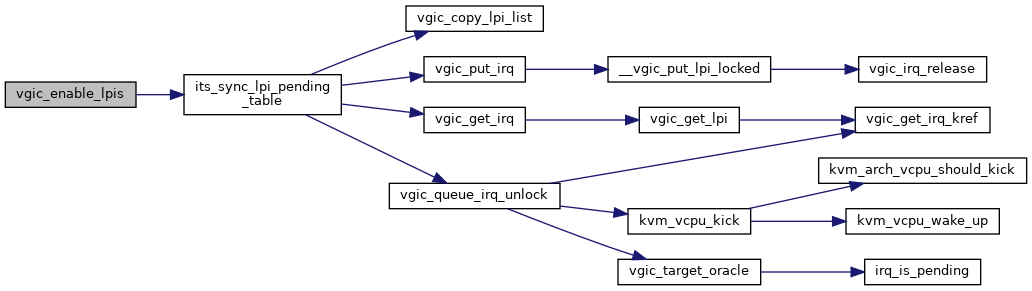 vgic_copy_lpi_list
vgic_put_irq
__vgic_put_lpi_locked
vgic_irq_release
vgic_enable_lpis
its_sync_lpi_pending
_table
vgic_get_irq
vgic_get_lpi
vgic_get_irq_kref
kvm_arch_vcpu_should_kick
vgic_queue_irq_unlock
kvm_vcpu_kick
kvm_vcpu_wake_up
vgic_target_oracle
irq_is_pending